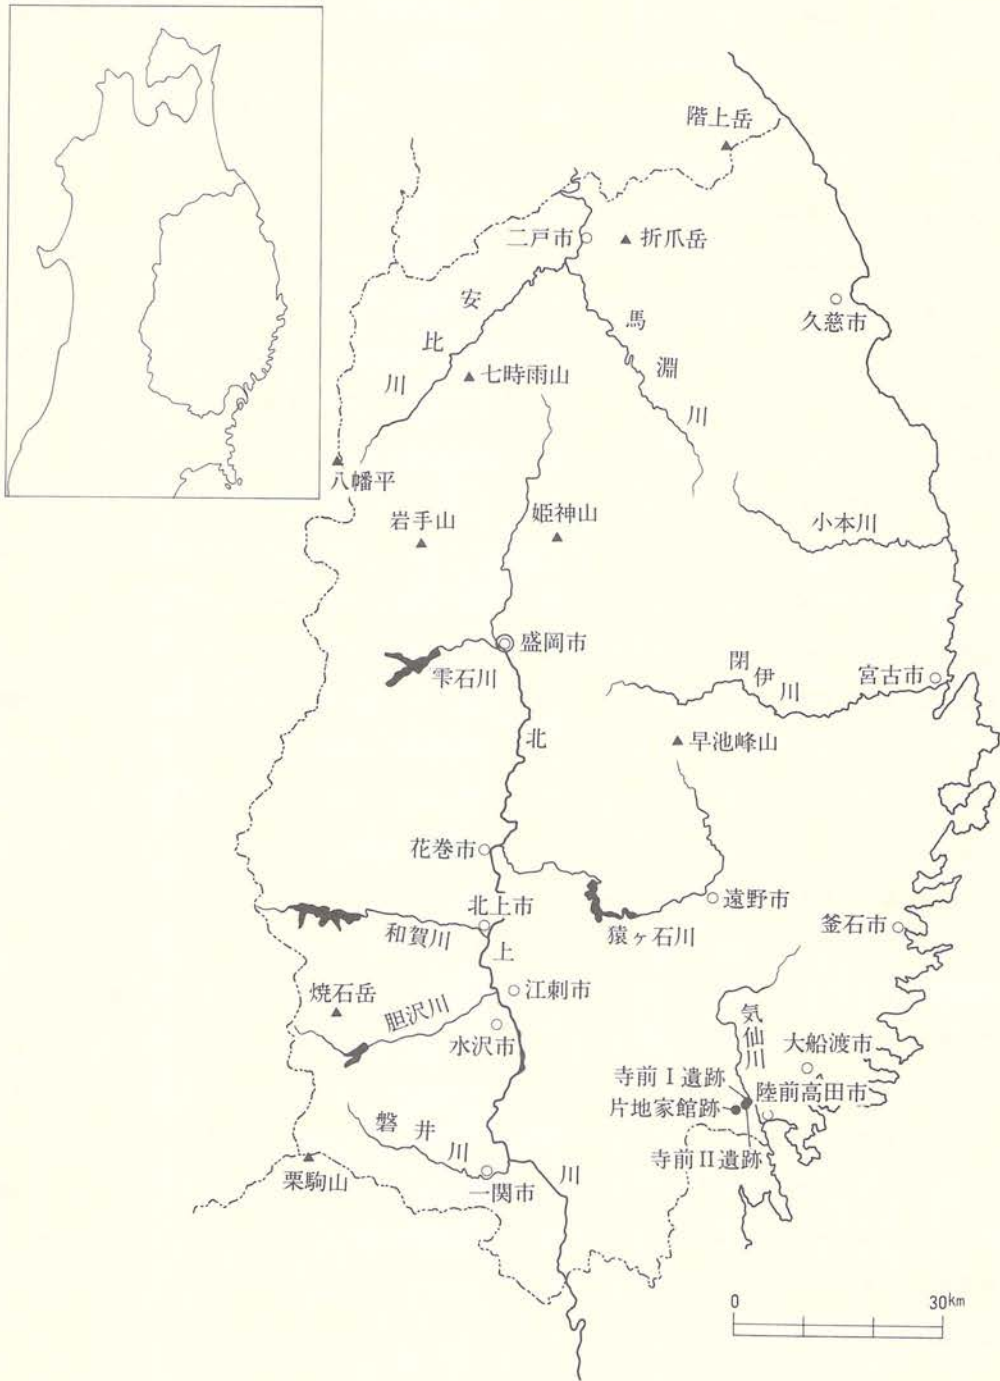 階上岳
二戸市
折爪岳
久慈市
安比川
馬淵川
七時雨山
八幡平
岩手山
姫神山
小本川
盛岡市
雫石川
閉伊川
宮古市
北上川
早池峰山
花巻市
北上市
和賀川
猿ヶ石川
遠野市
釜石市
焼石岳
胆沢川
江刺市
水沢市
気仙川
大船渡市
寺前Ⅰ遺跡
陸前高田市
片地家館跡
寺前Ⅱ遺跡
磐井川
栗駒山
一関市
0 30km